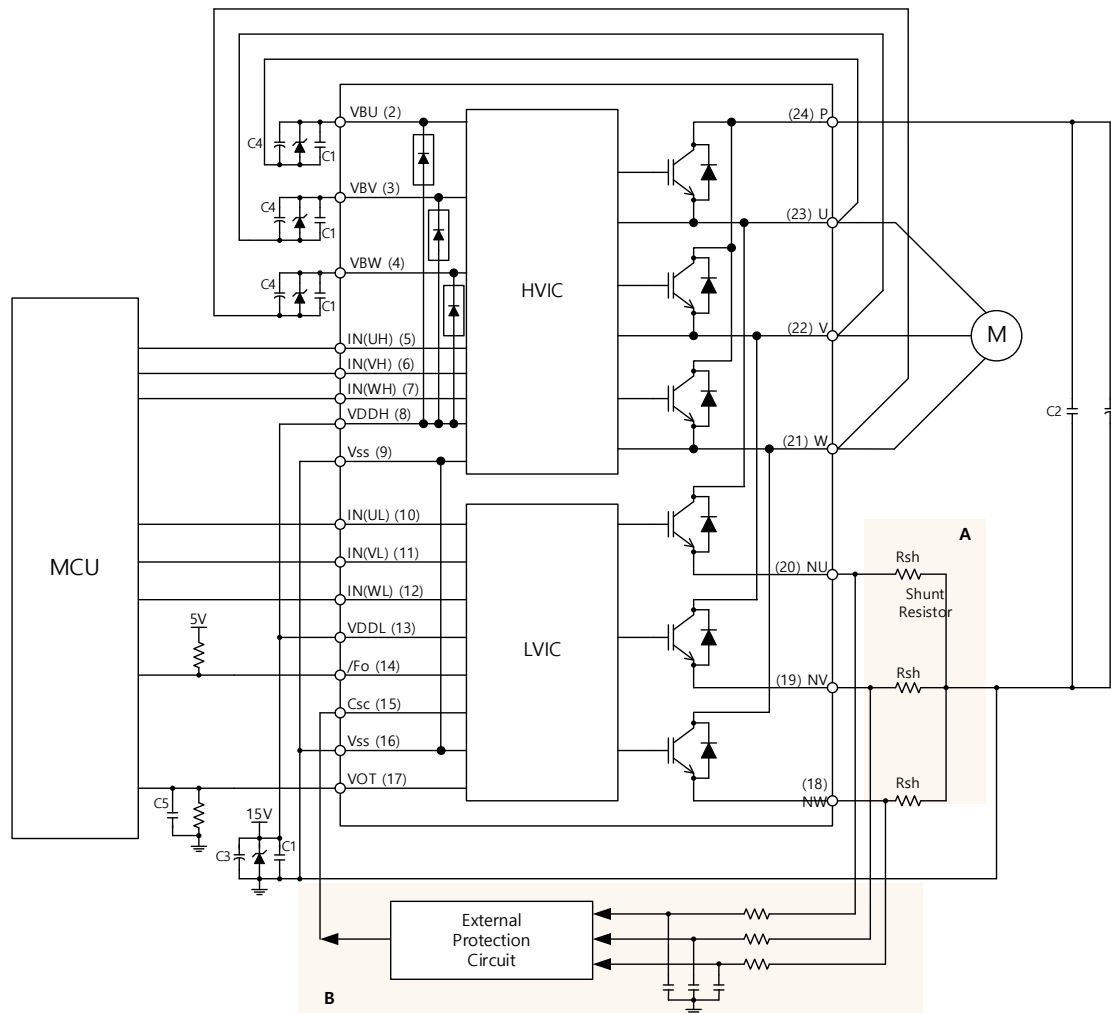 VBU (2)
(24) P
C4
C1
VBV (3)
C4
C1
(23) U
VBW (4)
C4
C1
HVIC
(22) V
M
IN(UH) (5)
IN(VH) (6)
IN(WH) (7)
VDDH (8)
C2
(21) W
Vss (9)
IN(UL) (10)
A
IN(VL) (11)
Rsh
(20) NU
MCU
IN(WL) (12)
Shunt
Resistor
5V
VDDL (13)
LVIC
/Fo (14)
Rsh
(19) NV
Csc (15)
Vss (16)
VOT (17)
(18)
NW
Rsh
C5
15V
C3
C1
External
Protection
Circuit
B